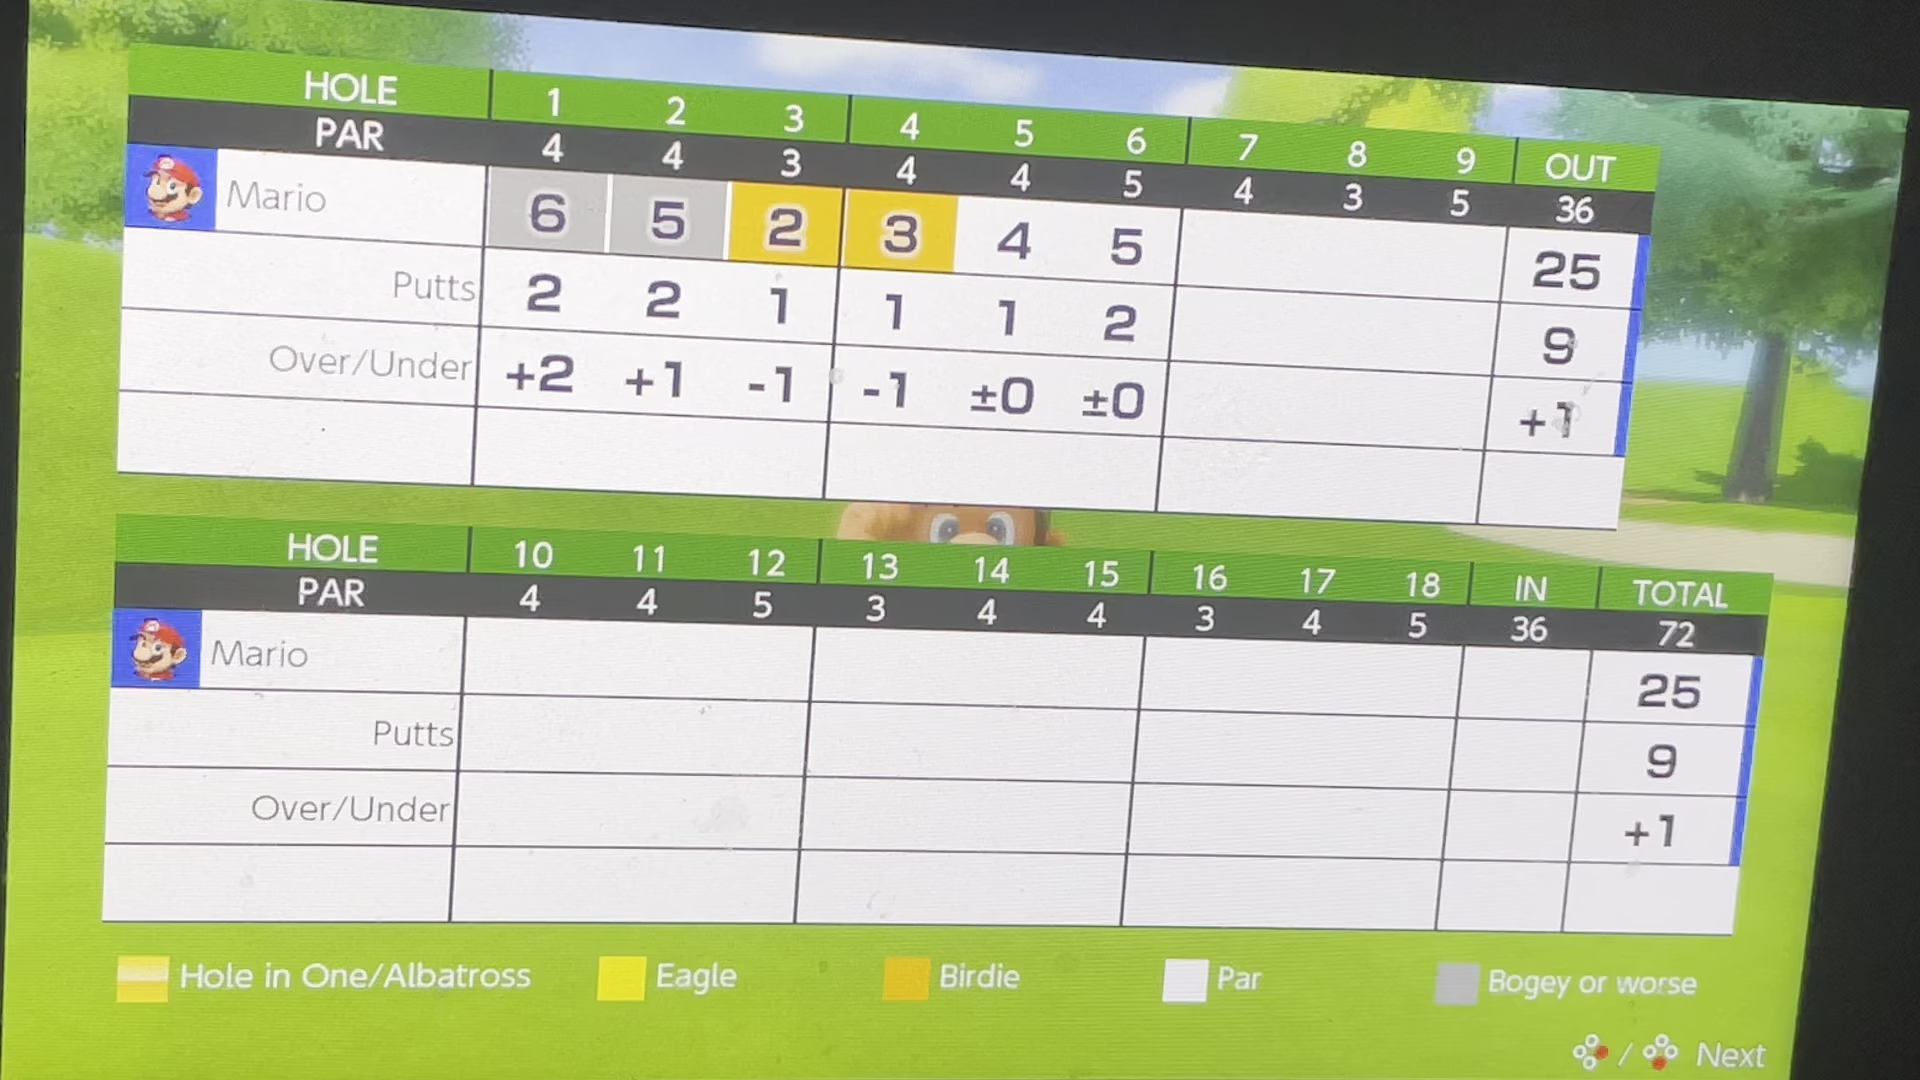 HOLE 1 2 3 4 5 6 7 8 9 OUT
PAR 4 4 3 4 4 5 4 3 5 36
Mario 6 5 2 3 4 5 25
Putts 2 2 1 1 1 2 9
Over/Under +2 +1 -1 -1 ±0 ±0 +1
HOLE 10 11 12 13 14 15 16 17 18 IN TOTAL
PAR 4 4 5 3 4 4 3 4 5 36 72
Mario 25
Putts 9
Over/Under +1
Hole in One/Albatross Eagle Birdie Par Bogey or worse
/ Next